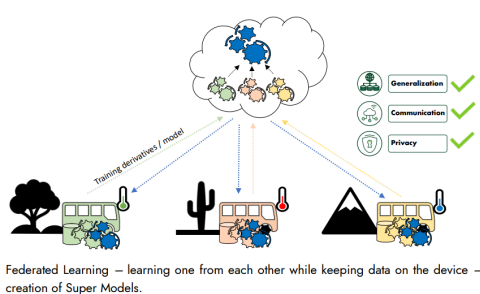 Generalization
Communication
Privacy
Training derivatives / model
Federated Learning – learning one from each other while keeping data on the device –
creation of Super Models.